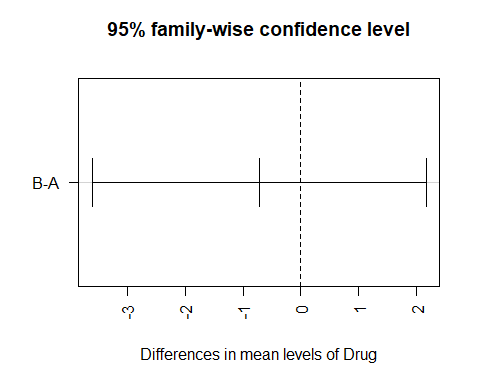 95% family-wise confidence level
B-A
-3
-2
-1
0
1
2
Differences in mean levels of Drug